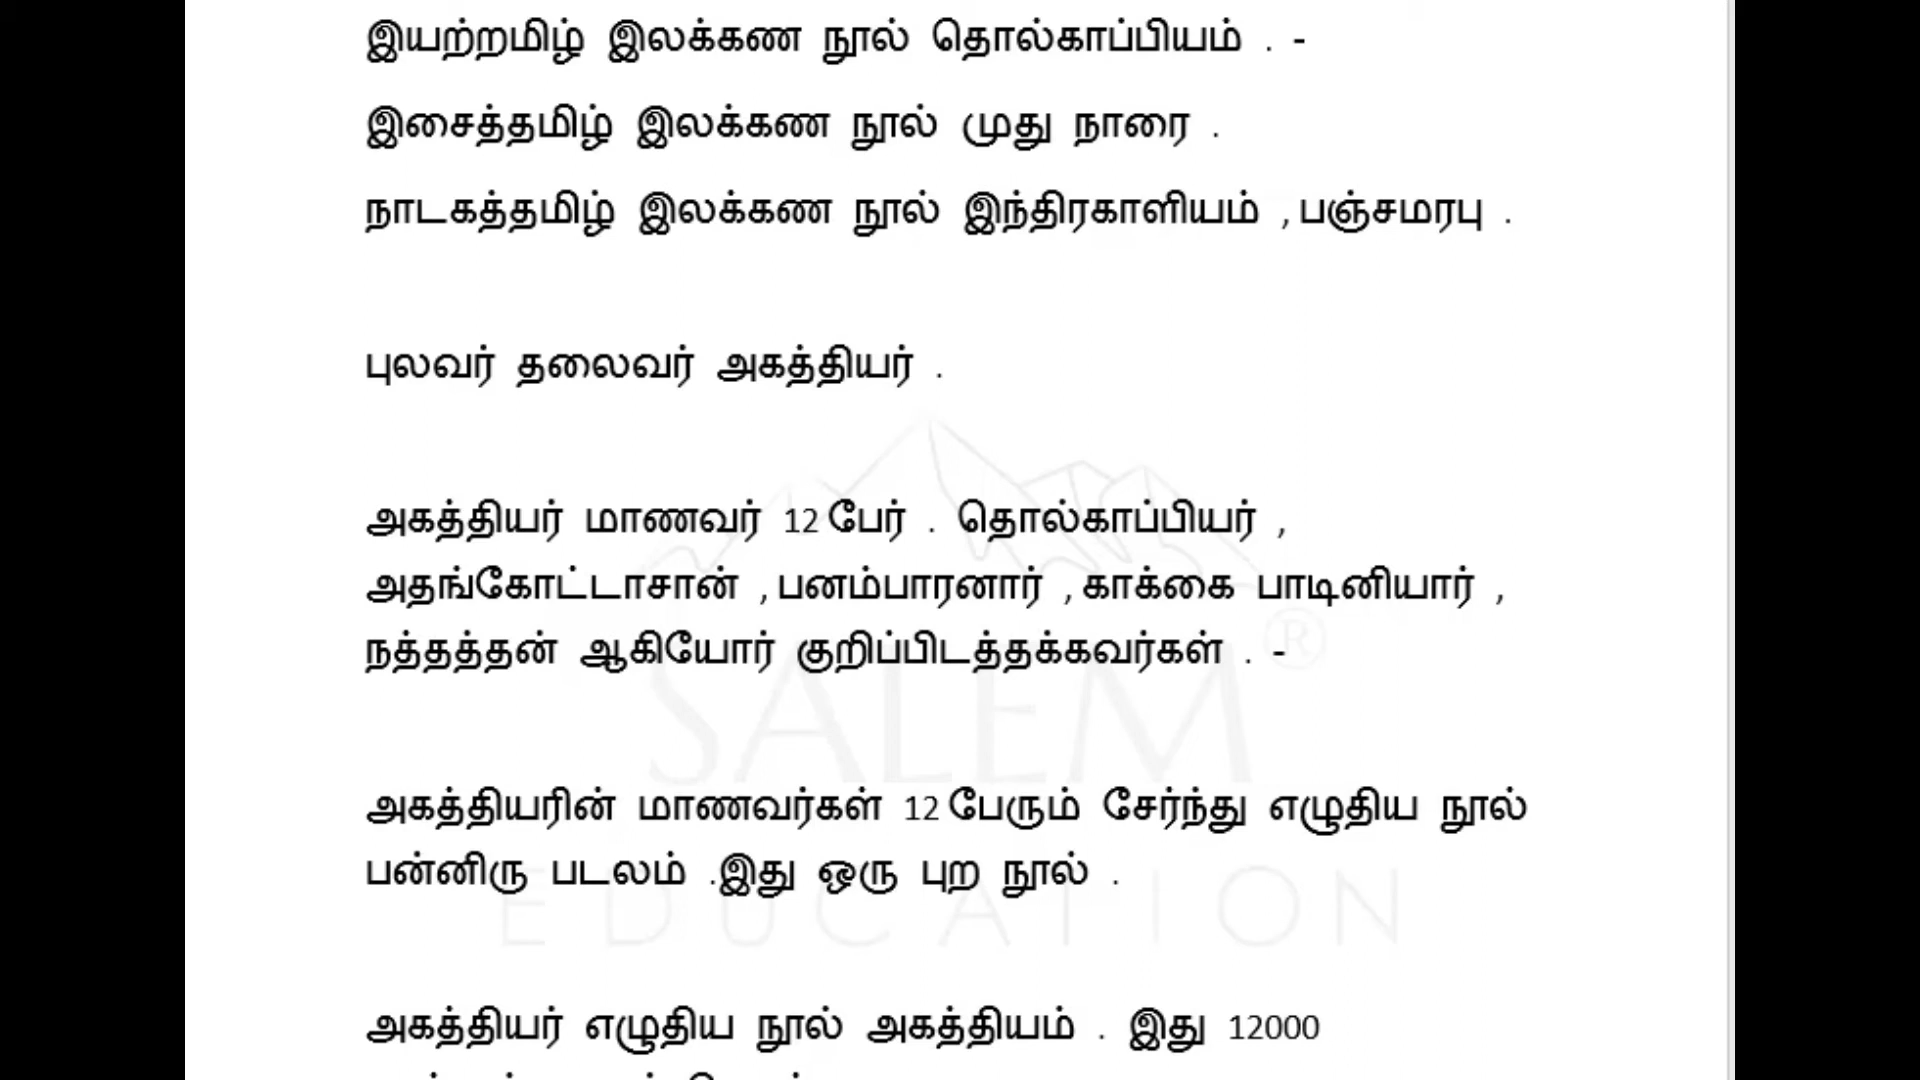 இயற்றமிழ் இலக்கண நூல் தொல்காப்பியம் . -
இசைத்தமிழ் இலக்கண நூல் முது நாரை .
நாடகத்தமிழ் இலக்கண நூல் இந்திரகாளியம் ,பஞ்சமரபு .
புலவர் தலைவர் அகத்தியர் .
அகத்தியர் மாணவர் 12 பேர் . தொல்காப்பியர் ,
அதங்கோட்டாசான் ,பனம்பாரனார் ,காக்கை பாடினியார் ,
நத்தத்தன் ஆகியோர் குறிப்பிடத்தக்கவர்கள் . -
SALEM ®
அகத்தியரின் மாணவர்கள் 12 பேரும் சேர்ந்து எழுதிய நூல்
பன்னிரு படலம் .இது ஒரு புற நூல் .
EDUCATION
அகத்தியர் எழுதிய நூல் அகத்தியம் . இது 12000